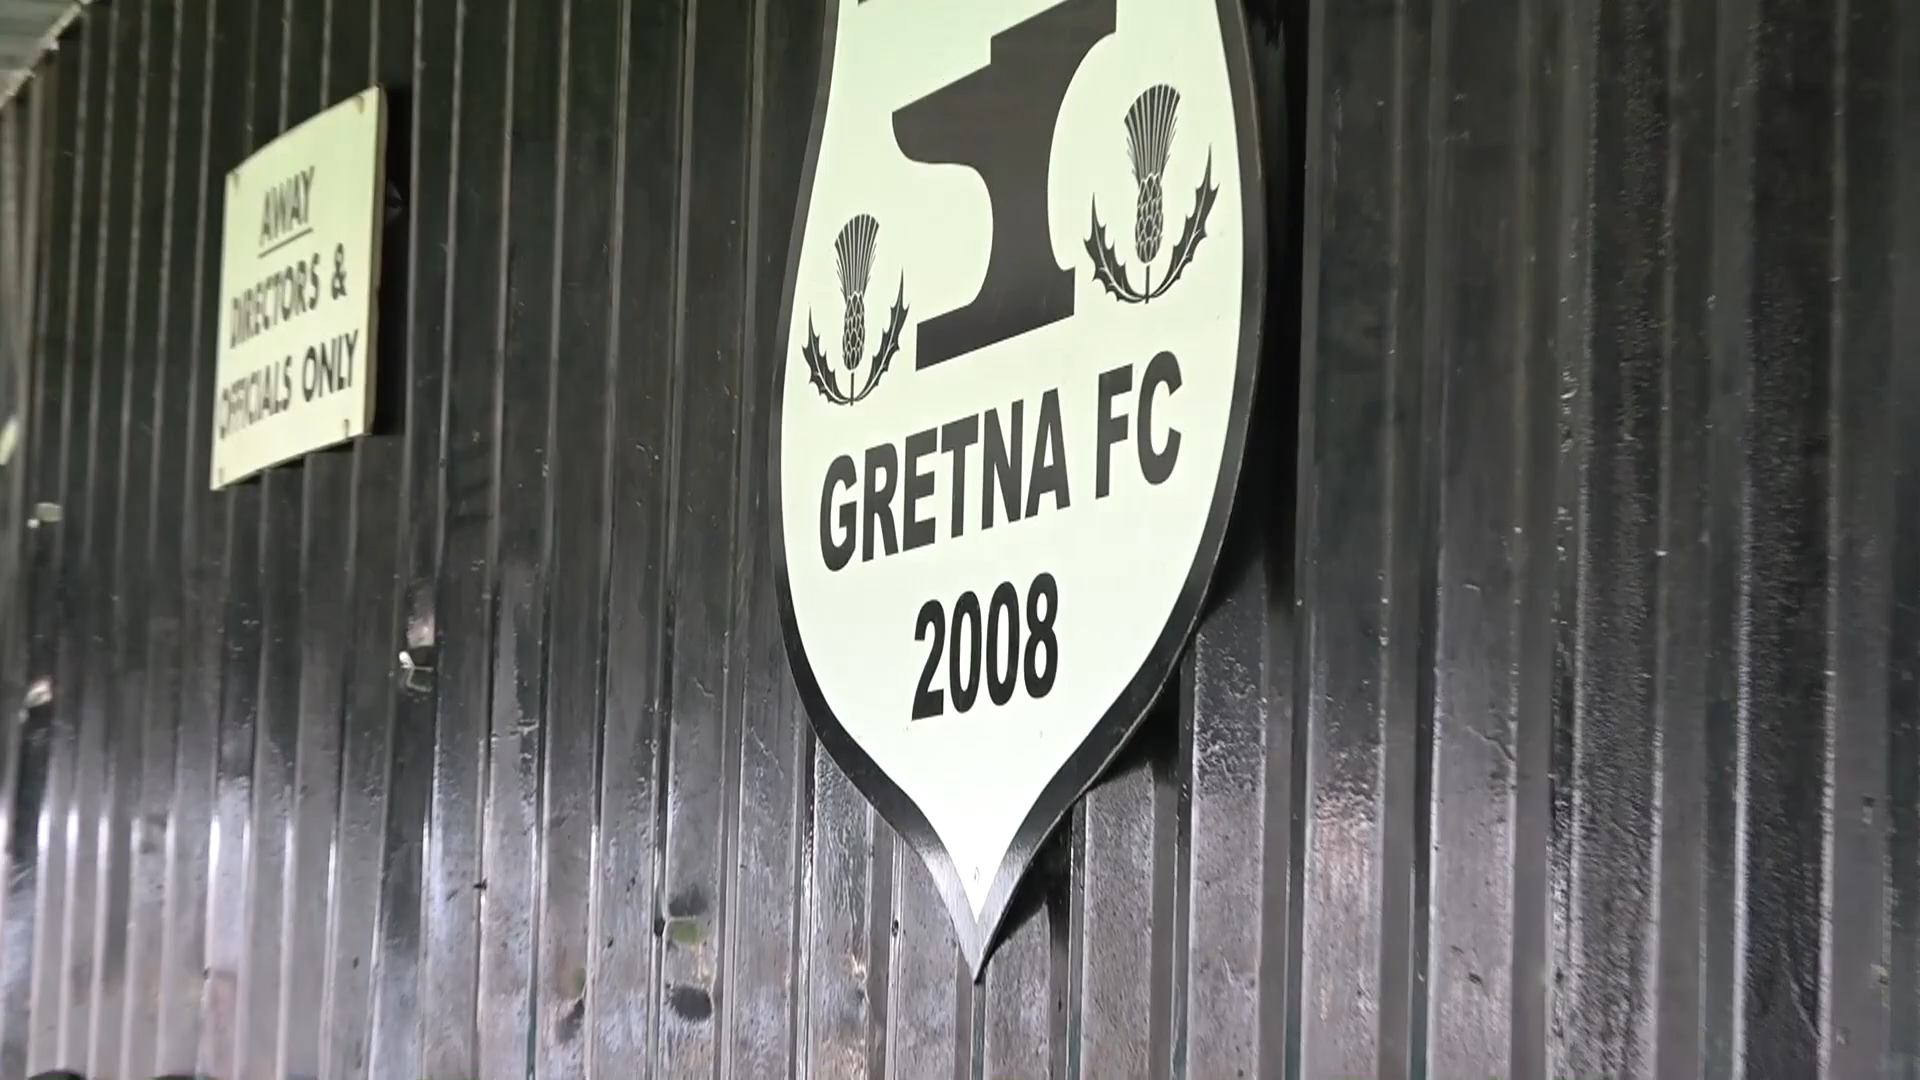 AWAY
DIRECTORS &
OFFICIALS ONLY
GRETNA FC
2008